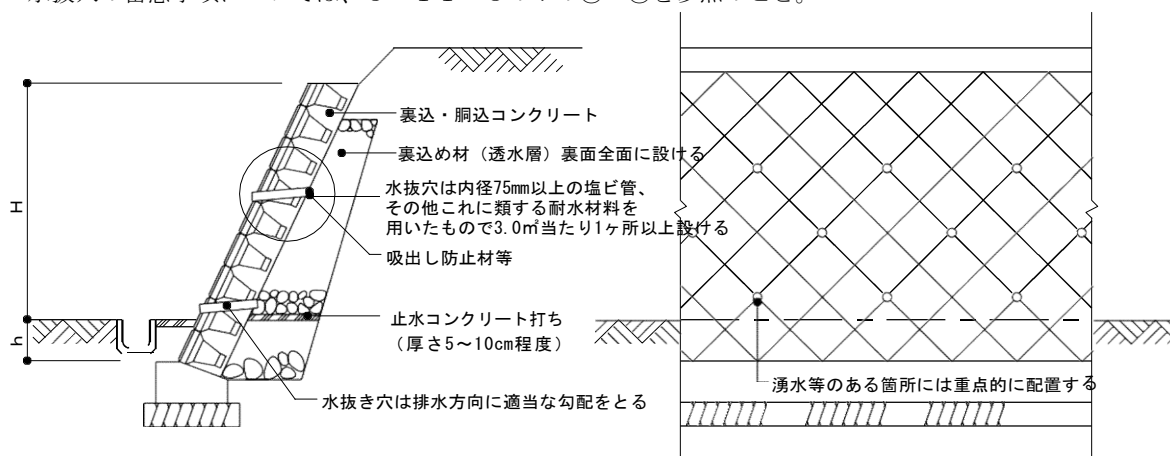 裏込・胴込コンクリート
裏込め材（透水層）裏面全面に設ける
水抜穴は内径75mm以上の塩ビ管、
その他これに類する耐水材料を
用いたもので3.0㎡当たり1ヶ所以上設ける
吸出し防止材等
止水コンクリート打ち
（厚さ5～10cm程度）
水抜き穴は排水方向に適当な勾配をとる
H
h
湧水等のある箇所には重点的に配置する